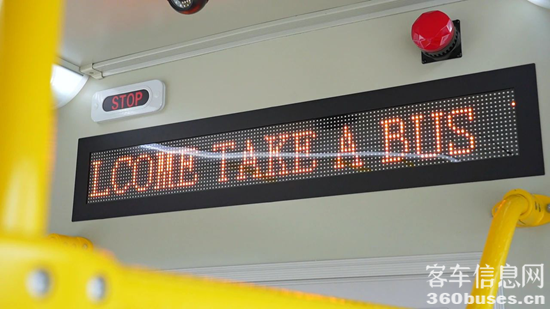 STOP
LCOME TAKE A BUS
客车信息网
360buses.cn